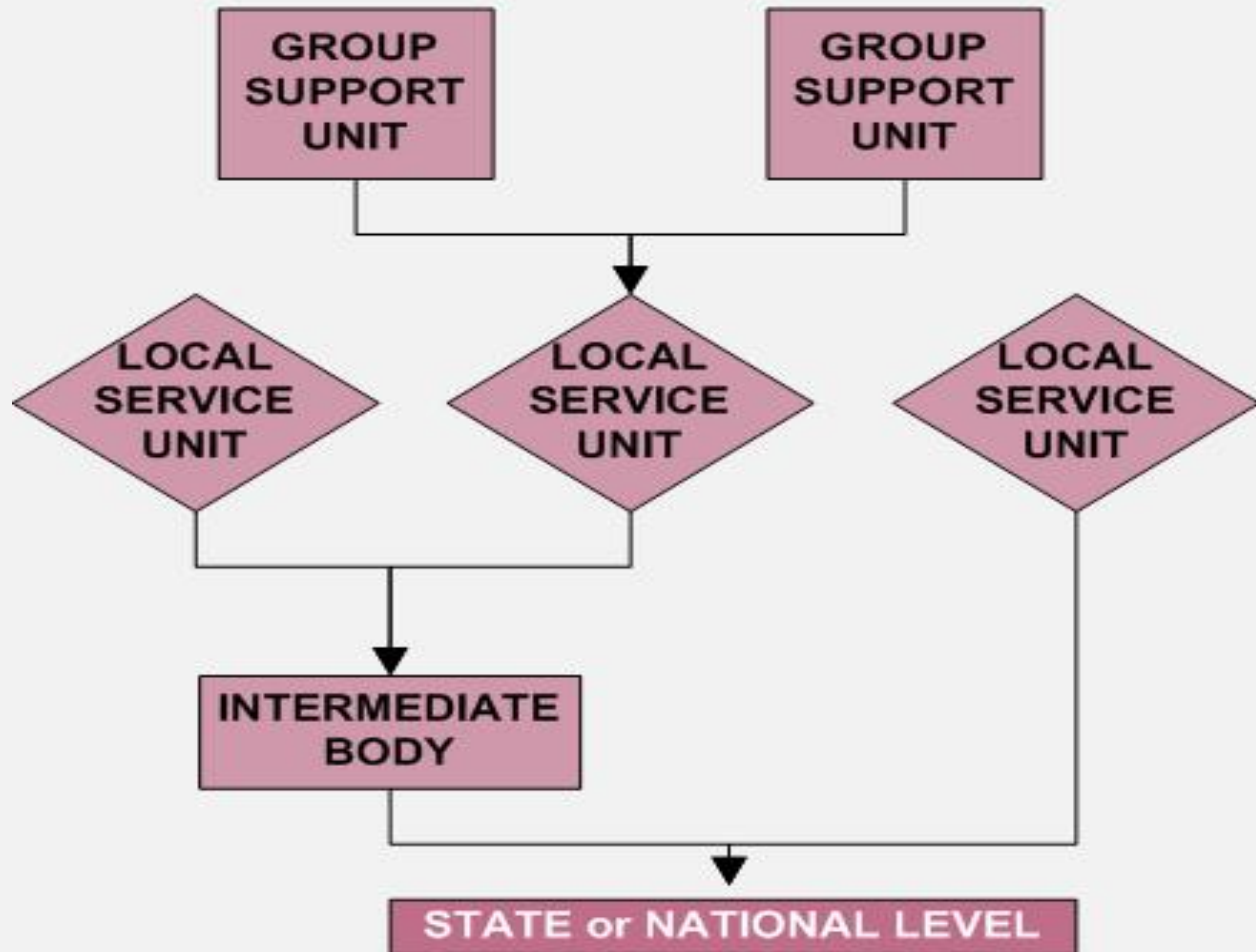 GROUP
SUPPORT
UNIT
GROUP
SUPPORT
UNIT
LOCAL
SERVICE
UNIT
LOCAL
SERVICE
UNIT
LOCAL
SERVICE
UNIT
INTERMEDIATE
BODY
STATE or NATIONAL LEVEL